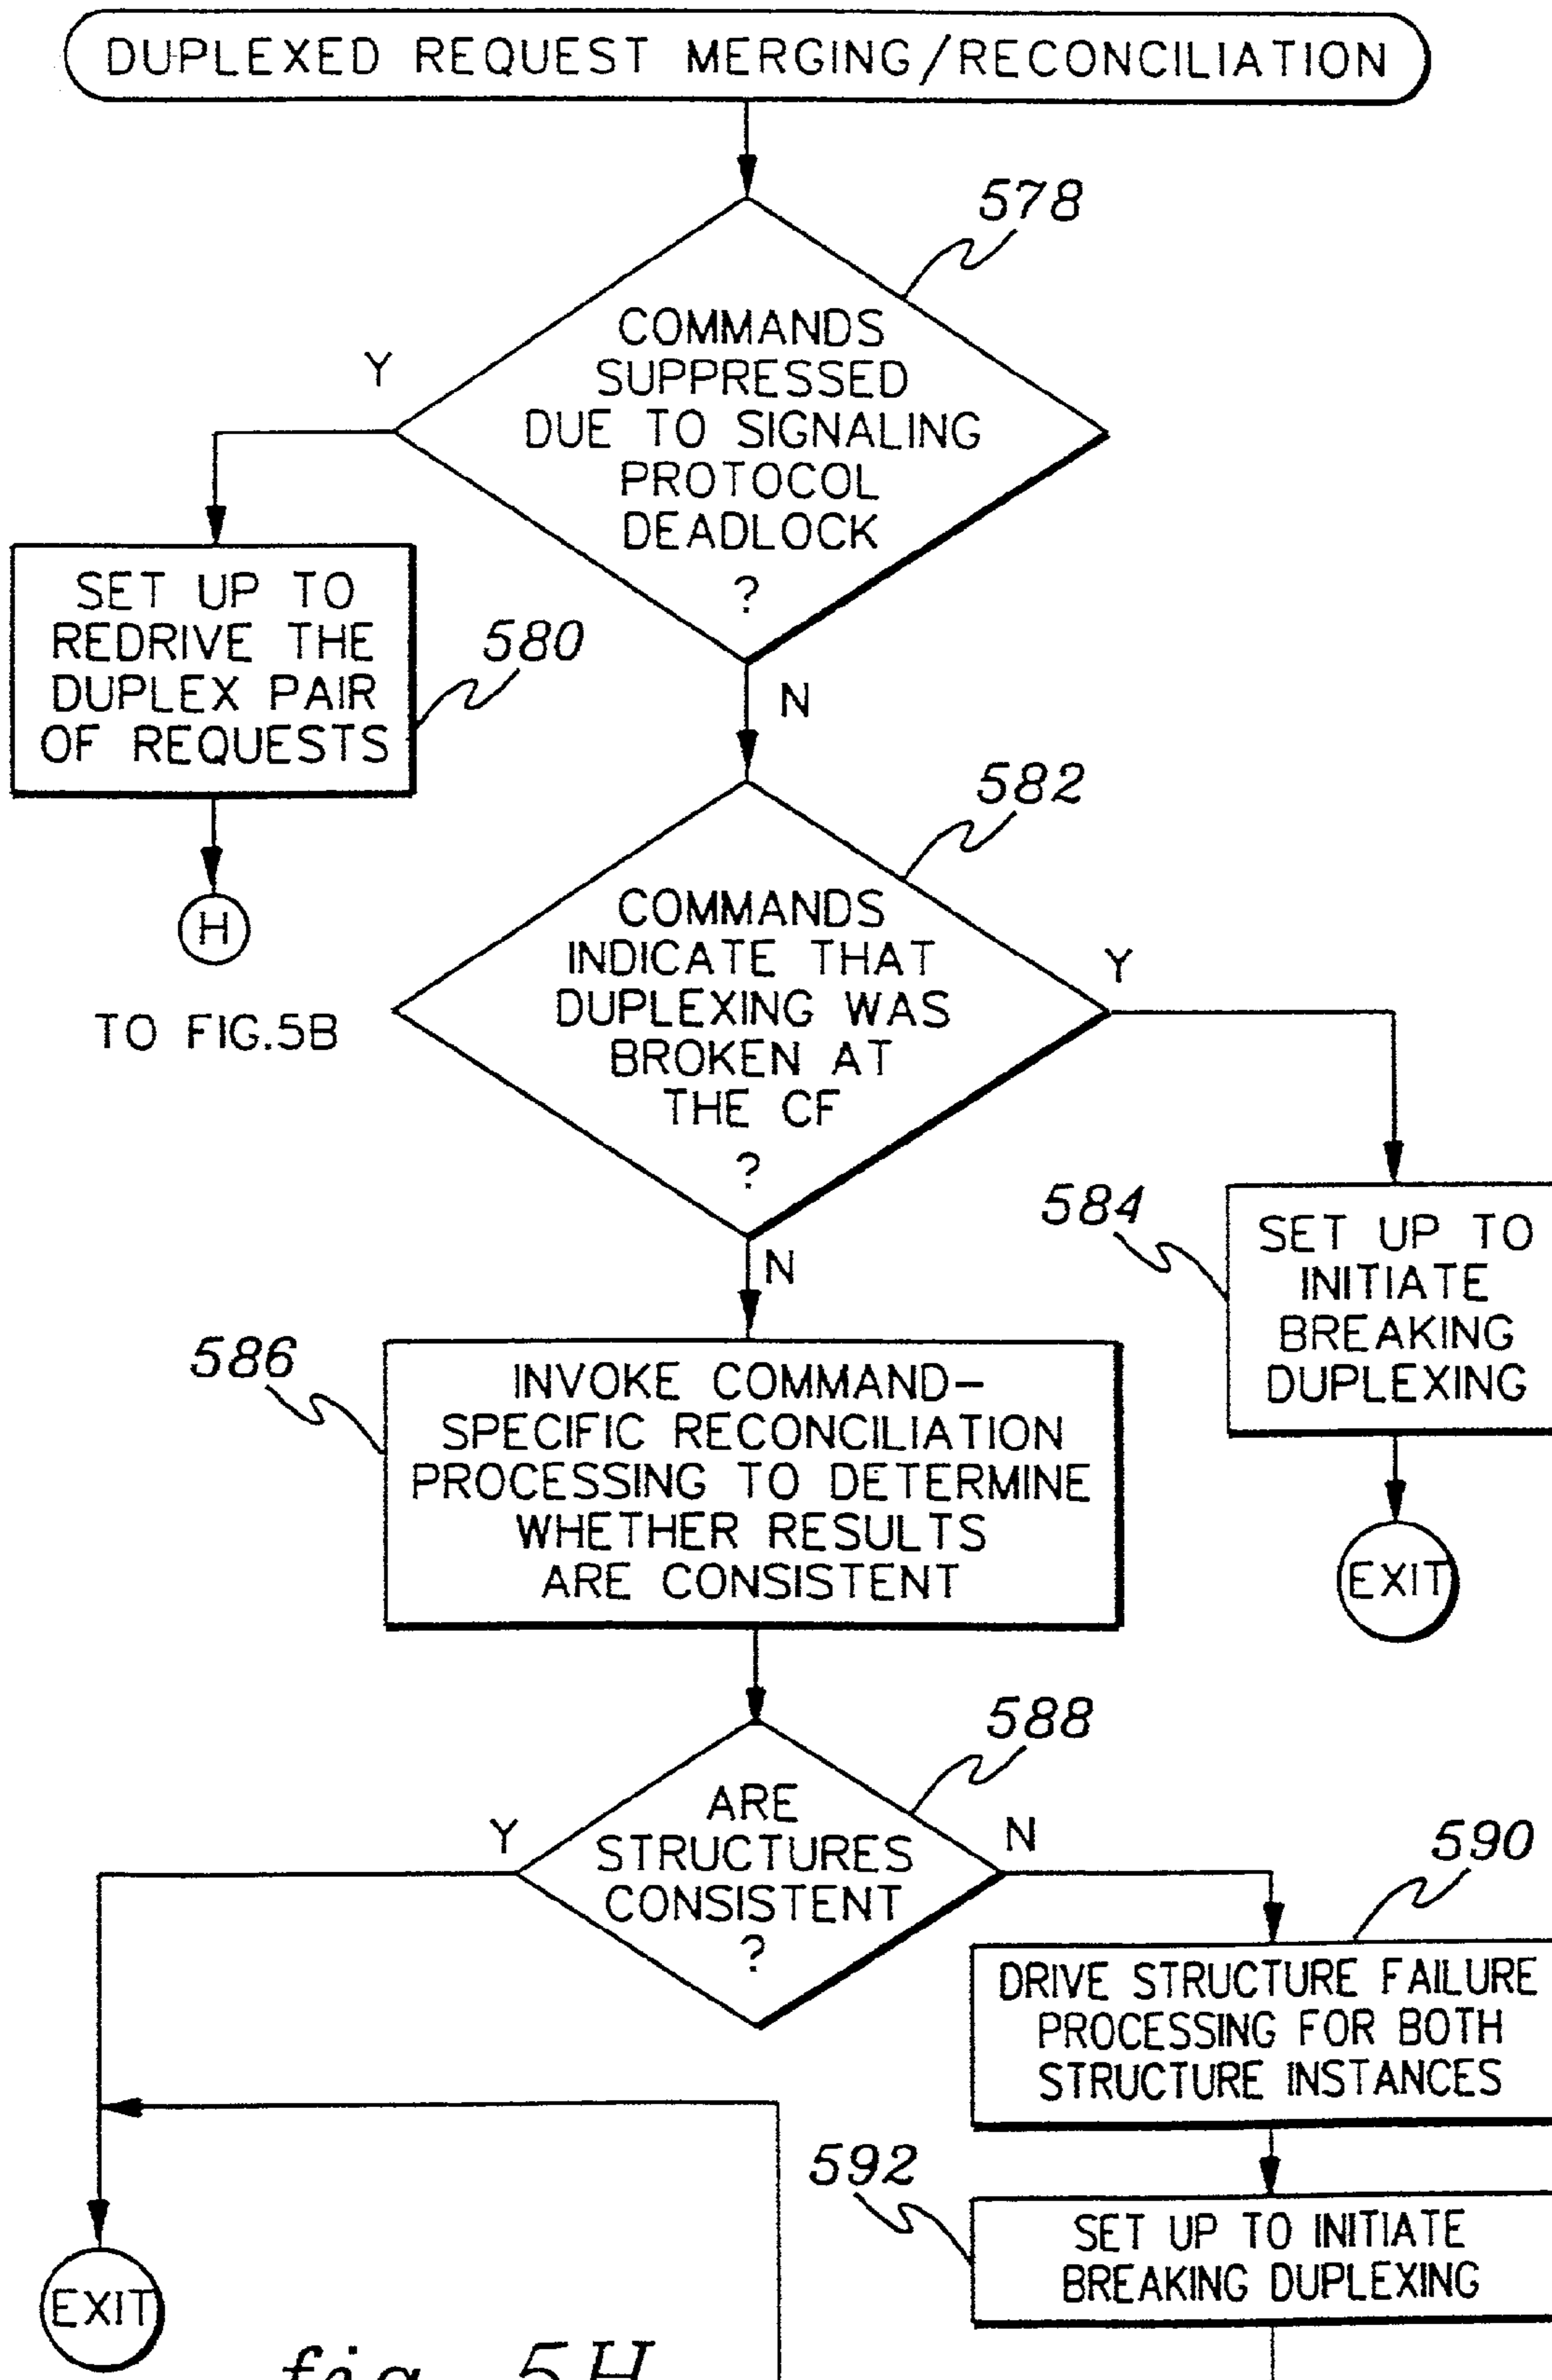 DUPLEXED REQUEST MERGING/RECONCILIATION
578
COMMANDS
SUPPRESSED
DUE TO SIGNALING
PROTOCOL
DEADLOCK
?
Y
N
SET UP TO
REDRIVE THE
DUPLEX PAIR
OF REQUESTS
580
H
TO FIG.5B
582
COMMANDS
INDICATE THAT
DUPLEXING WAS
BROKEN AT
THE CF
?
Y
N
584
SET UP TO
INITIATE
BREAKING
DUPLEXING
EXIT
586
INVOKE COMMAND-
SPECIFIC RECONCILIATION
PROCESSING TO DETERMINE
WHETHER RESULTS
ARE CONSISTENT
588
ARE
STRUCTURES
CONSISTENT
?
Y
N
590
DRIVE STRUCTURE FAILURE
PROCESSING FOR BOTH
STRUCTURE INSTANCES
592
SET UP TO INITIATE
BREAKING DUPLEXING
EXIT
fig. 5H